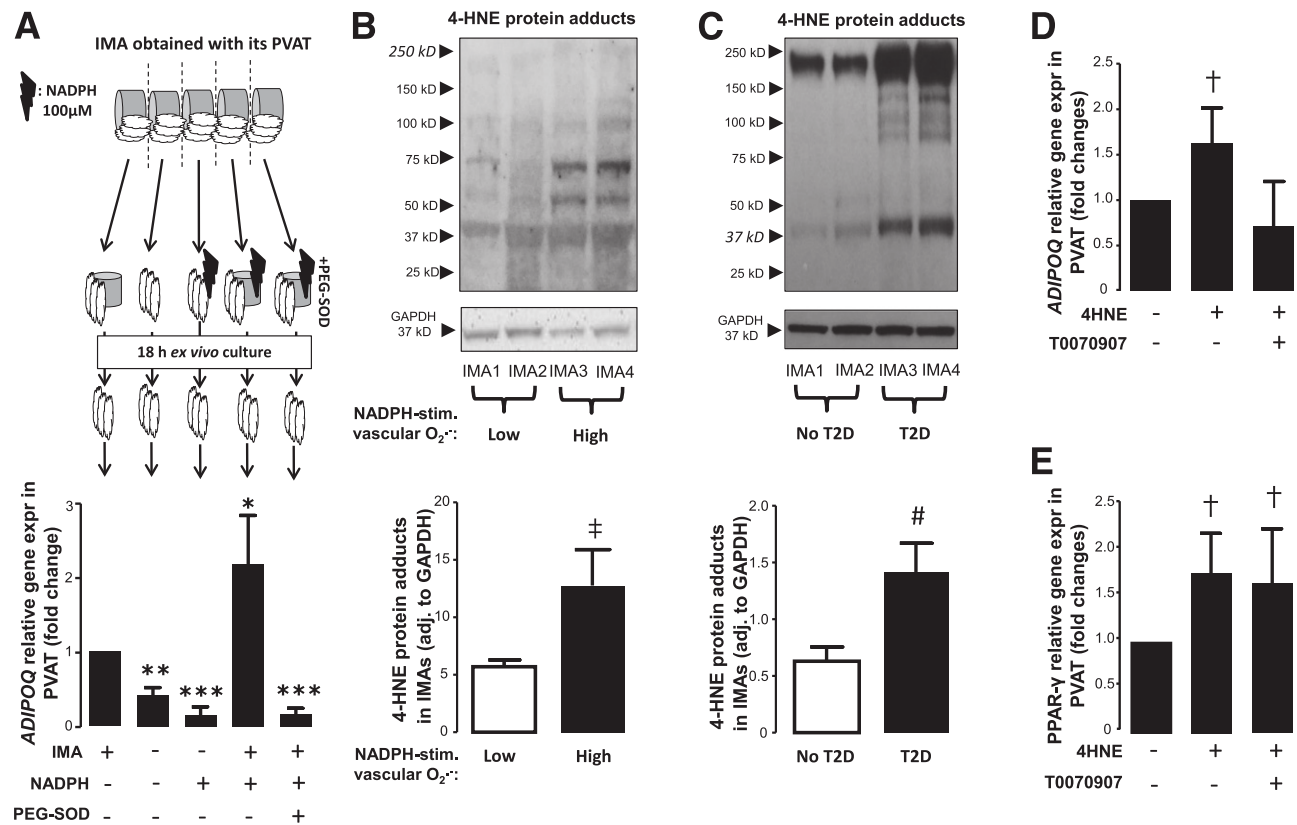 A
IMA obtained with its PVAT
: NADPH
100µM
+PEG-SOD
18 h ex vivo culture
ADIPOQ relative gene expr in
PVAT (fold change)
3
2
1
0
*
**
***
***
IMA + - - + +
NADPH - - + + +
PEG-SOD - - - - +
B
4-HNE protein adducts
250 kD
150 kD
100 kD
75 kD
50 kD
37 kD
25 kD
GAPDH
37 kD
IMA1 IMA2 IMA3 IMA4
NADPH-stim.
vascular O₂·-:
Low High
4-HNE protein adducts
in IMAs (adj. to GAPDH)
20
15
10
5
0
‡
NADPH-stim.
vascular O₂·-:
Low High
C
4-HNE protein adducts
250 kD
150 kD
100 kD
75 kD
50 kD
37 kD
25 kD
GAPDH
37 kD
IMA1 IMA2 IMA3 IMA4
No T2D T2D
4-HNE protein adducts
in IMAs (adj. to GAPDH)
2.0
1.5
1.0
0.5
0
#
No T2D T2D
D
ADIPOQ relative gene expr in
PVAT (fold changes)
2.5
2.0
1.5
1.0
0.5
0
†
4HNE - + +
T0070907 - - +
E
PPAR-γ relative gene expr in
PVAT (fold changes)
2.5
2.0
1.5
1.0
0.5
0
†
†
4HNE - + +
T0070907 - - +